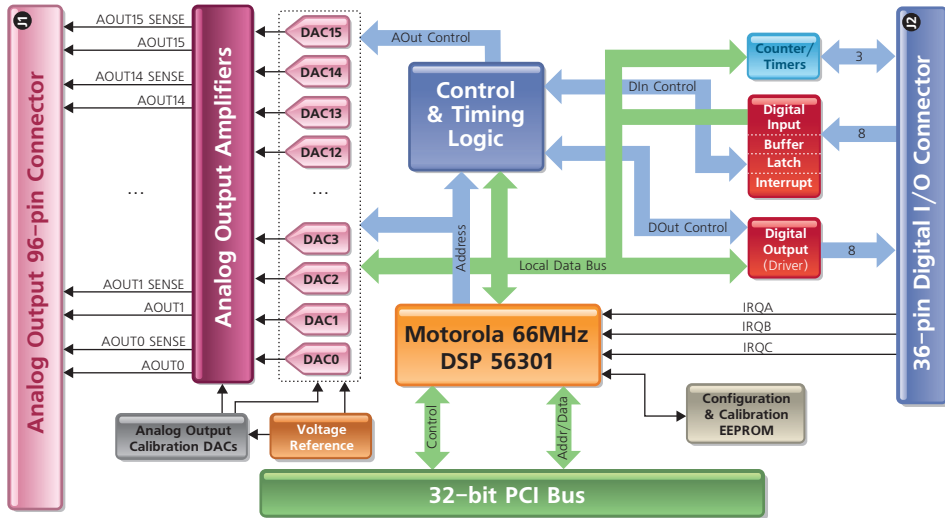 J1
Analog Output 96-pin Connector
AOUT15 SENSE
AOUT15
AOUT14 SENSE
AOUT14
...
AOUT1 SENSE
AOUT1
AOUT0 SENSE
AOUT0
Analog Output Amplifiers
DAC15
DAC14
DAC13
DAC12
...
DAC3
DAC2
DAC1
DAC0
Analog Output
Calibration DACs
Voltage
Reference
AOut Control
Control
& Timing
Logic
Address
Local Data Bus
DIn Control
DOut Control
Motorola 66MHz
DSP 56301
Control
Addr/Data
32-bit PCI Bus
Counter/
Timers
3
Digital
Input
Buffer
Latch
Interrupt
8
Digital
Output
(Driver)
8
IRQA
IRQB
IRQC
Configuration
& Calibration
EEPROM
J2
36-pin Digital I/O Connector